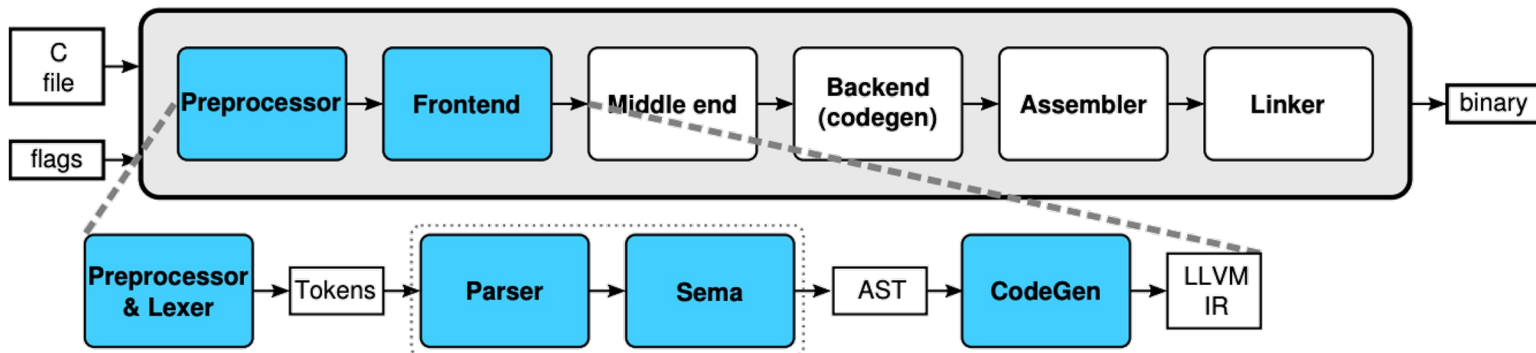 C
file
flags
Preprocessor
Frontend
Middle end
Backend
(codegen)
Assembler
Linker
binary
Preprocessor
& Lexer
Tokens
Parser
Sema
AST
CodeGen
LLVM
IR